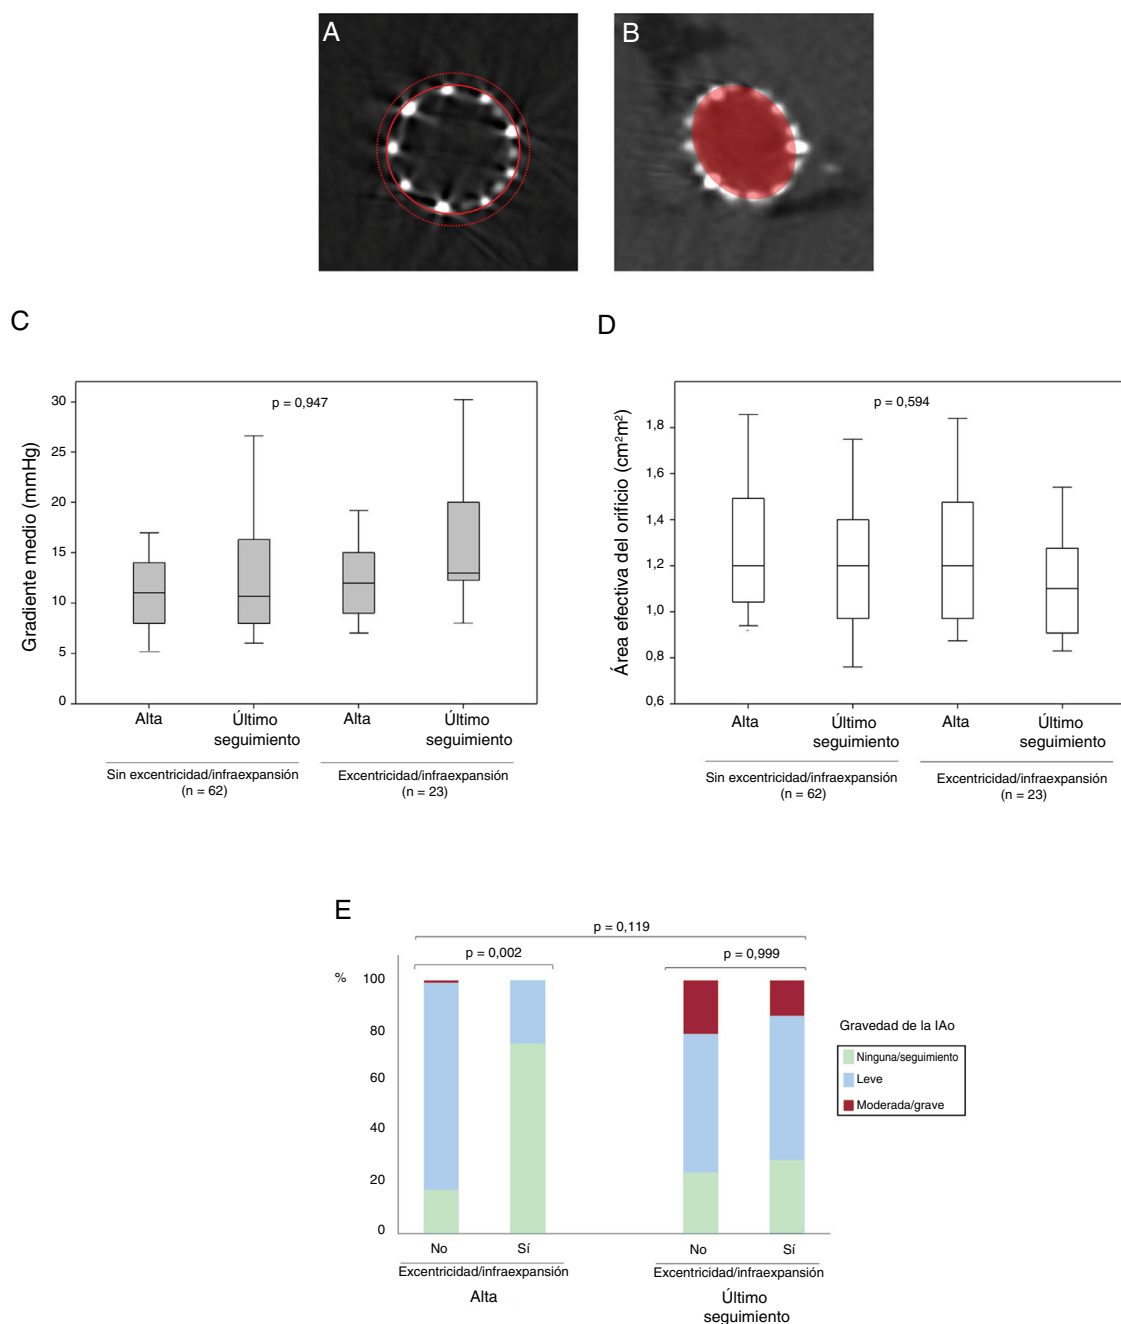 A
B
C
D
Gradiente medio (mmHg)
30
25
20
15
10
5
0
p = 0,947
Alta
Último
seguimiento
Alta
Último
seguimiento
Sin excentricidad/infraexpansión
(n = 62)
Excentricidad/infraexpansión
(n = 23)
Área efectiva del orificio (cm²m²)
1,8
1,6
1,4
1,2
1,0
0,8
0,6
p = 0,594
Alta
Último
seguimiento
Alta
Último
seguimiento
Sin excentricidad/infraexpansión
(n = 62)
Excentricidad/infraexpansión
(n = 23)
E
p = 0,119
p = 0,002
p = 0,999
%
100
80
60
40
20
0
No
Sí
No
Sí
Excentricidad/infraexpansión
Excentricidad/infraexpansión
Alta
Último
seguimiento
Gravedad de la IAo
Ninguna/seguimiento
Leve
Moderada/grave